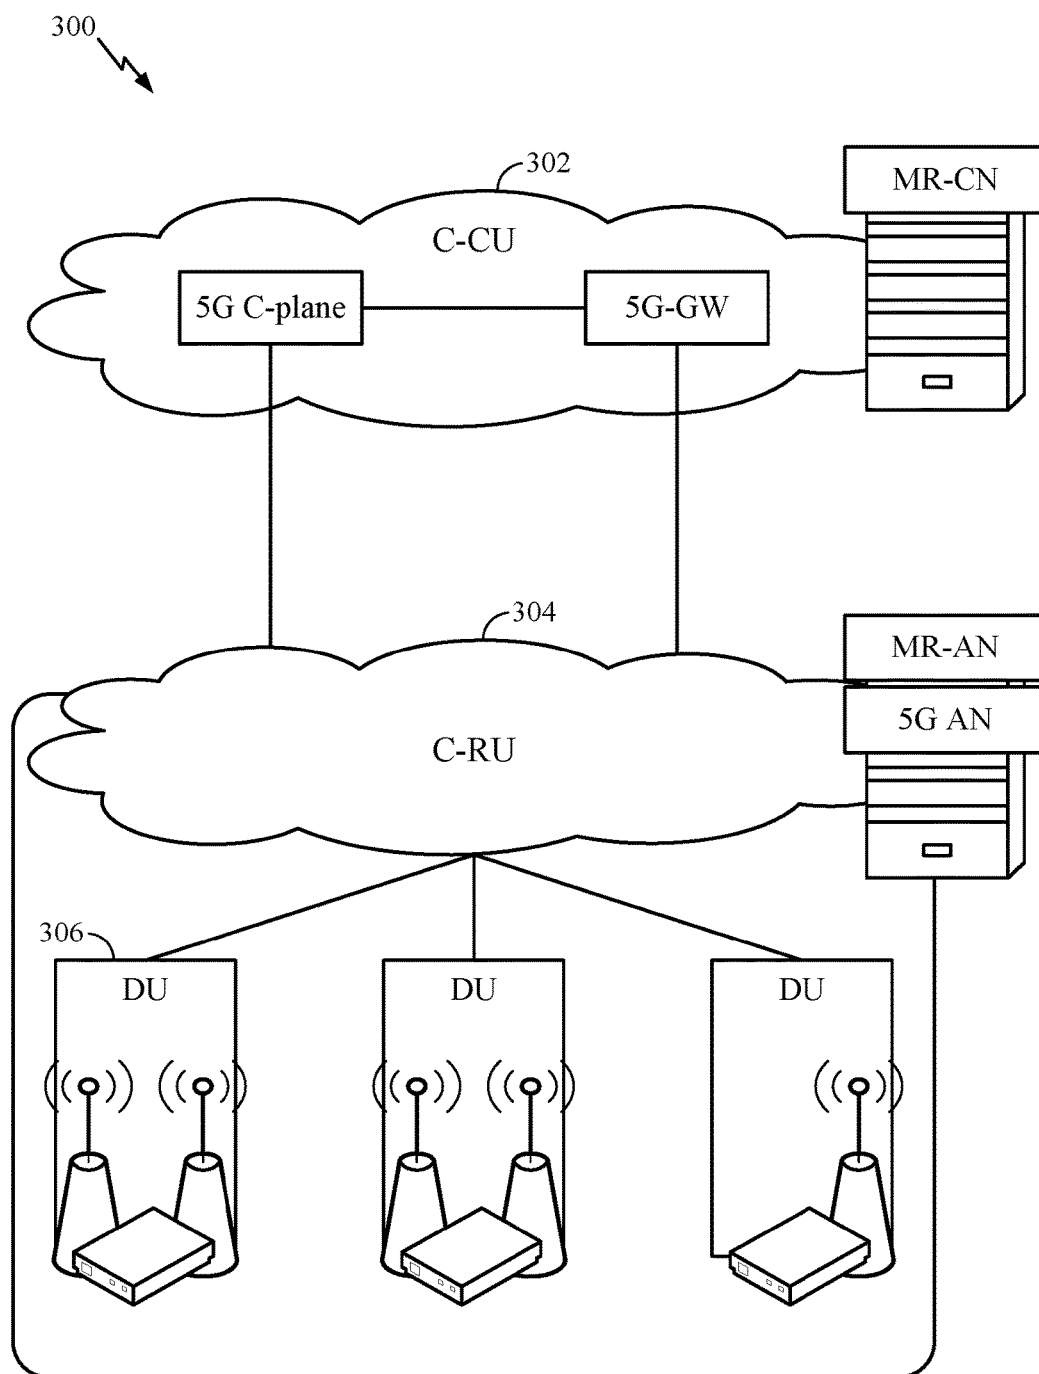 300
302
MR-CN
C-CU
5G C-plane
5G-GW
304
MR-AN
5G AN
C-RU
306
DU
DU
DU